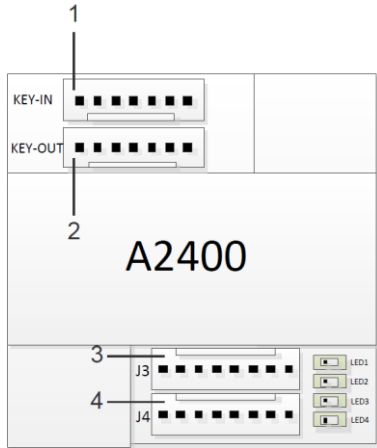 1
KEY-IN
KEY-OUT
2
A2400
3
J3
4
J4
LED1
LED2
LED3
LED4